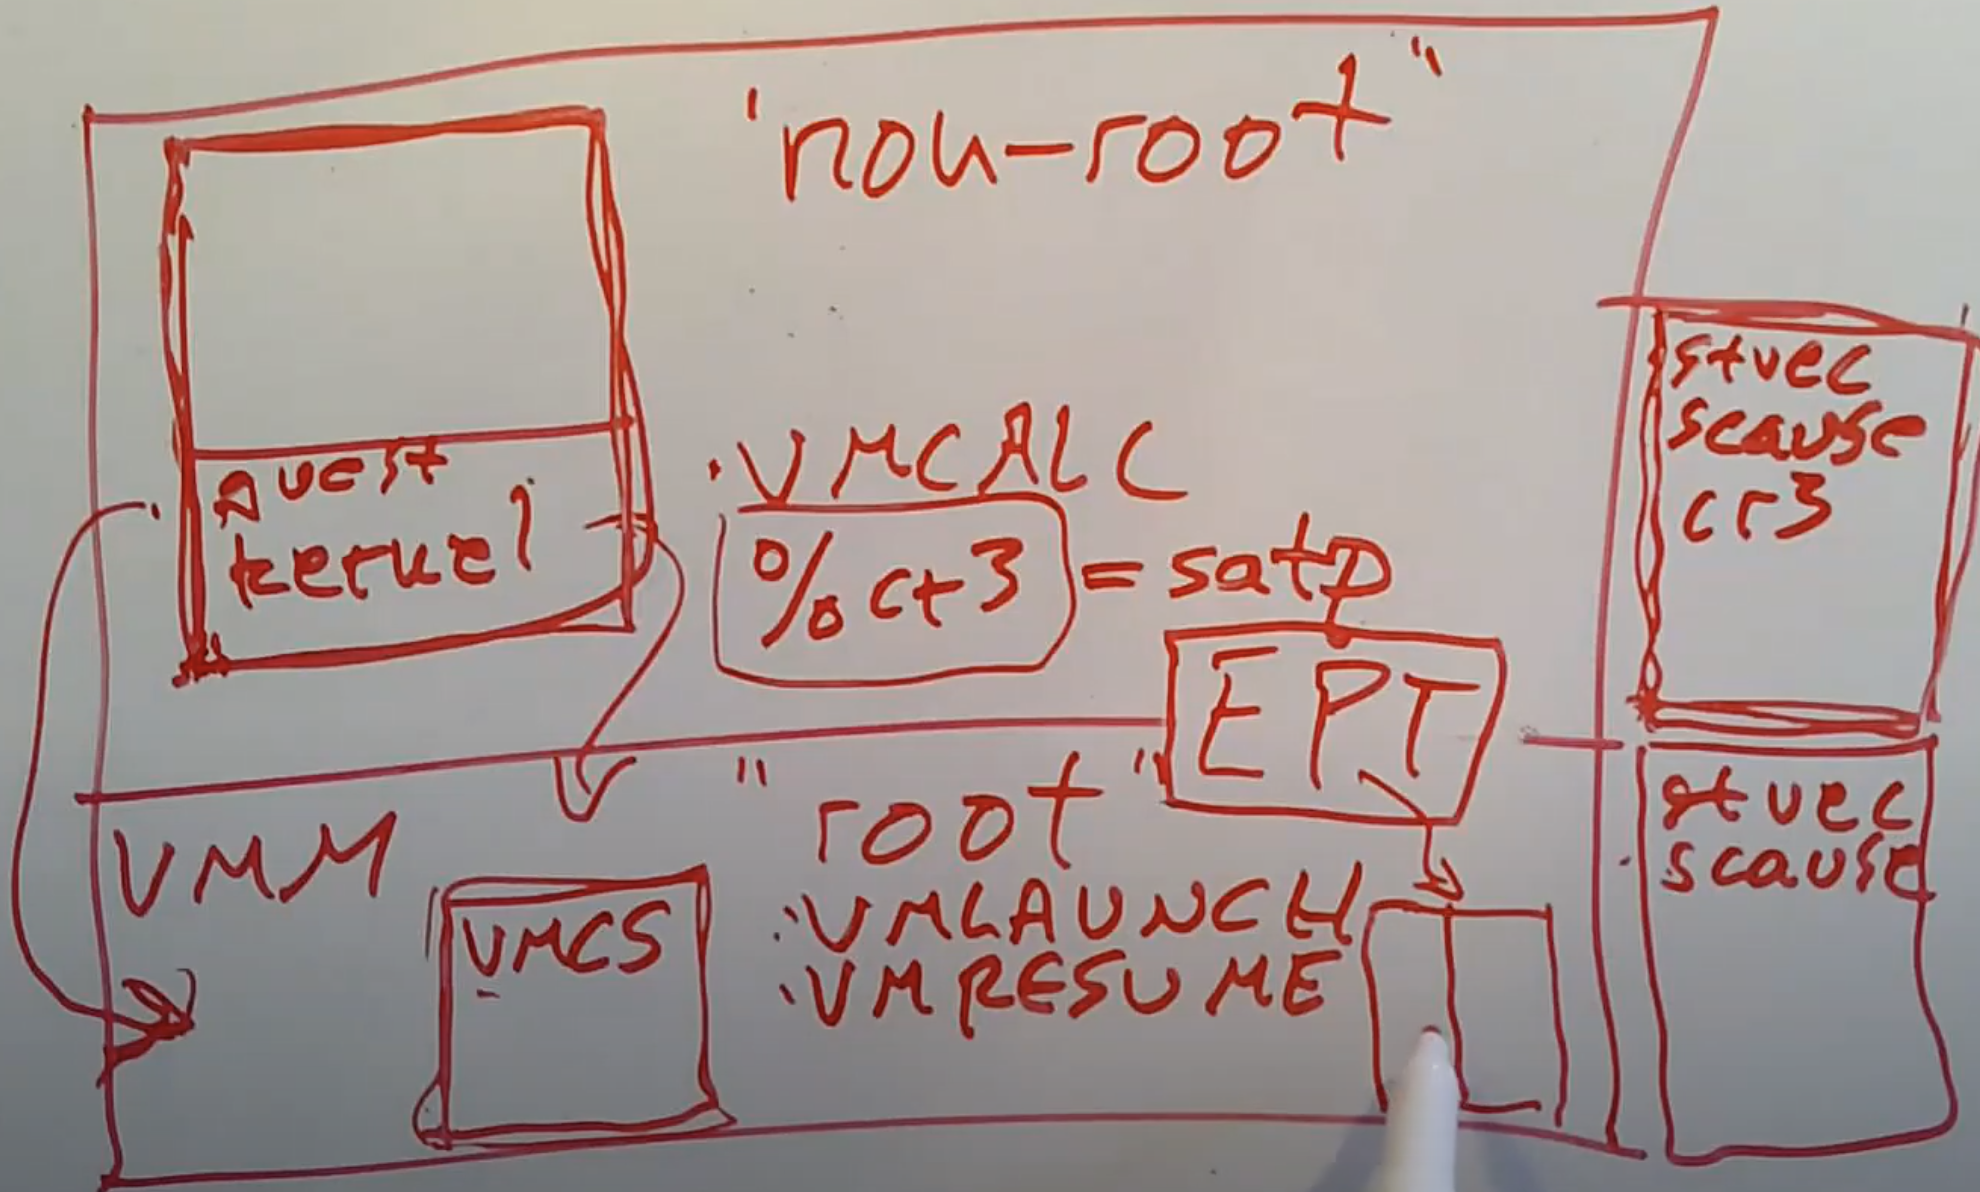 "non-root"
guest
kernel
.VMCALL
%cr3 = satp
EPT
stvec
scause
cr3
VMM
"root"
VMCS
:VMLAUNCH
:VMRESUME
stvec
scause